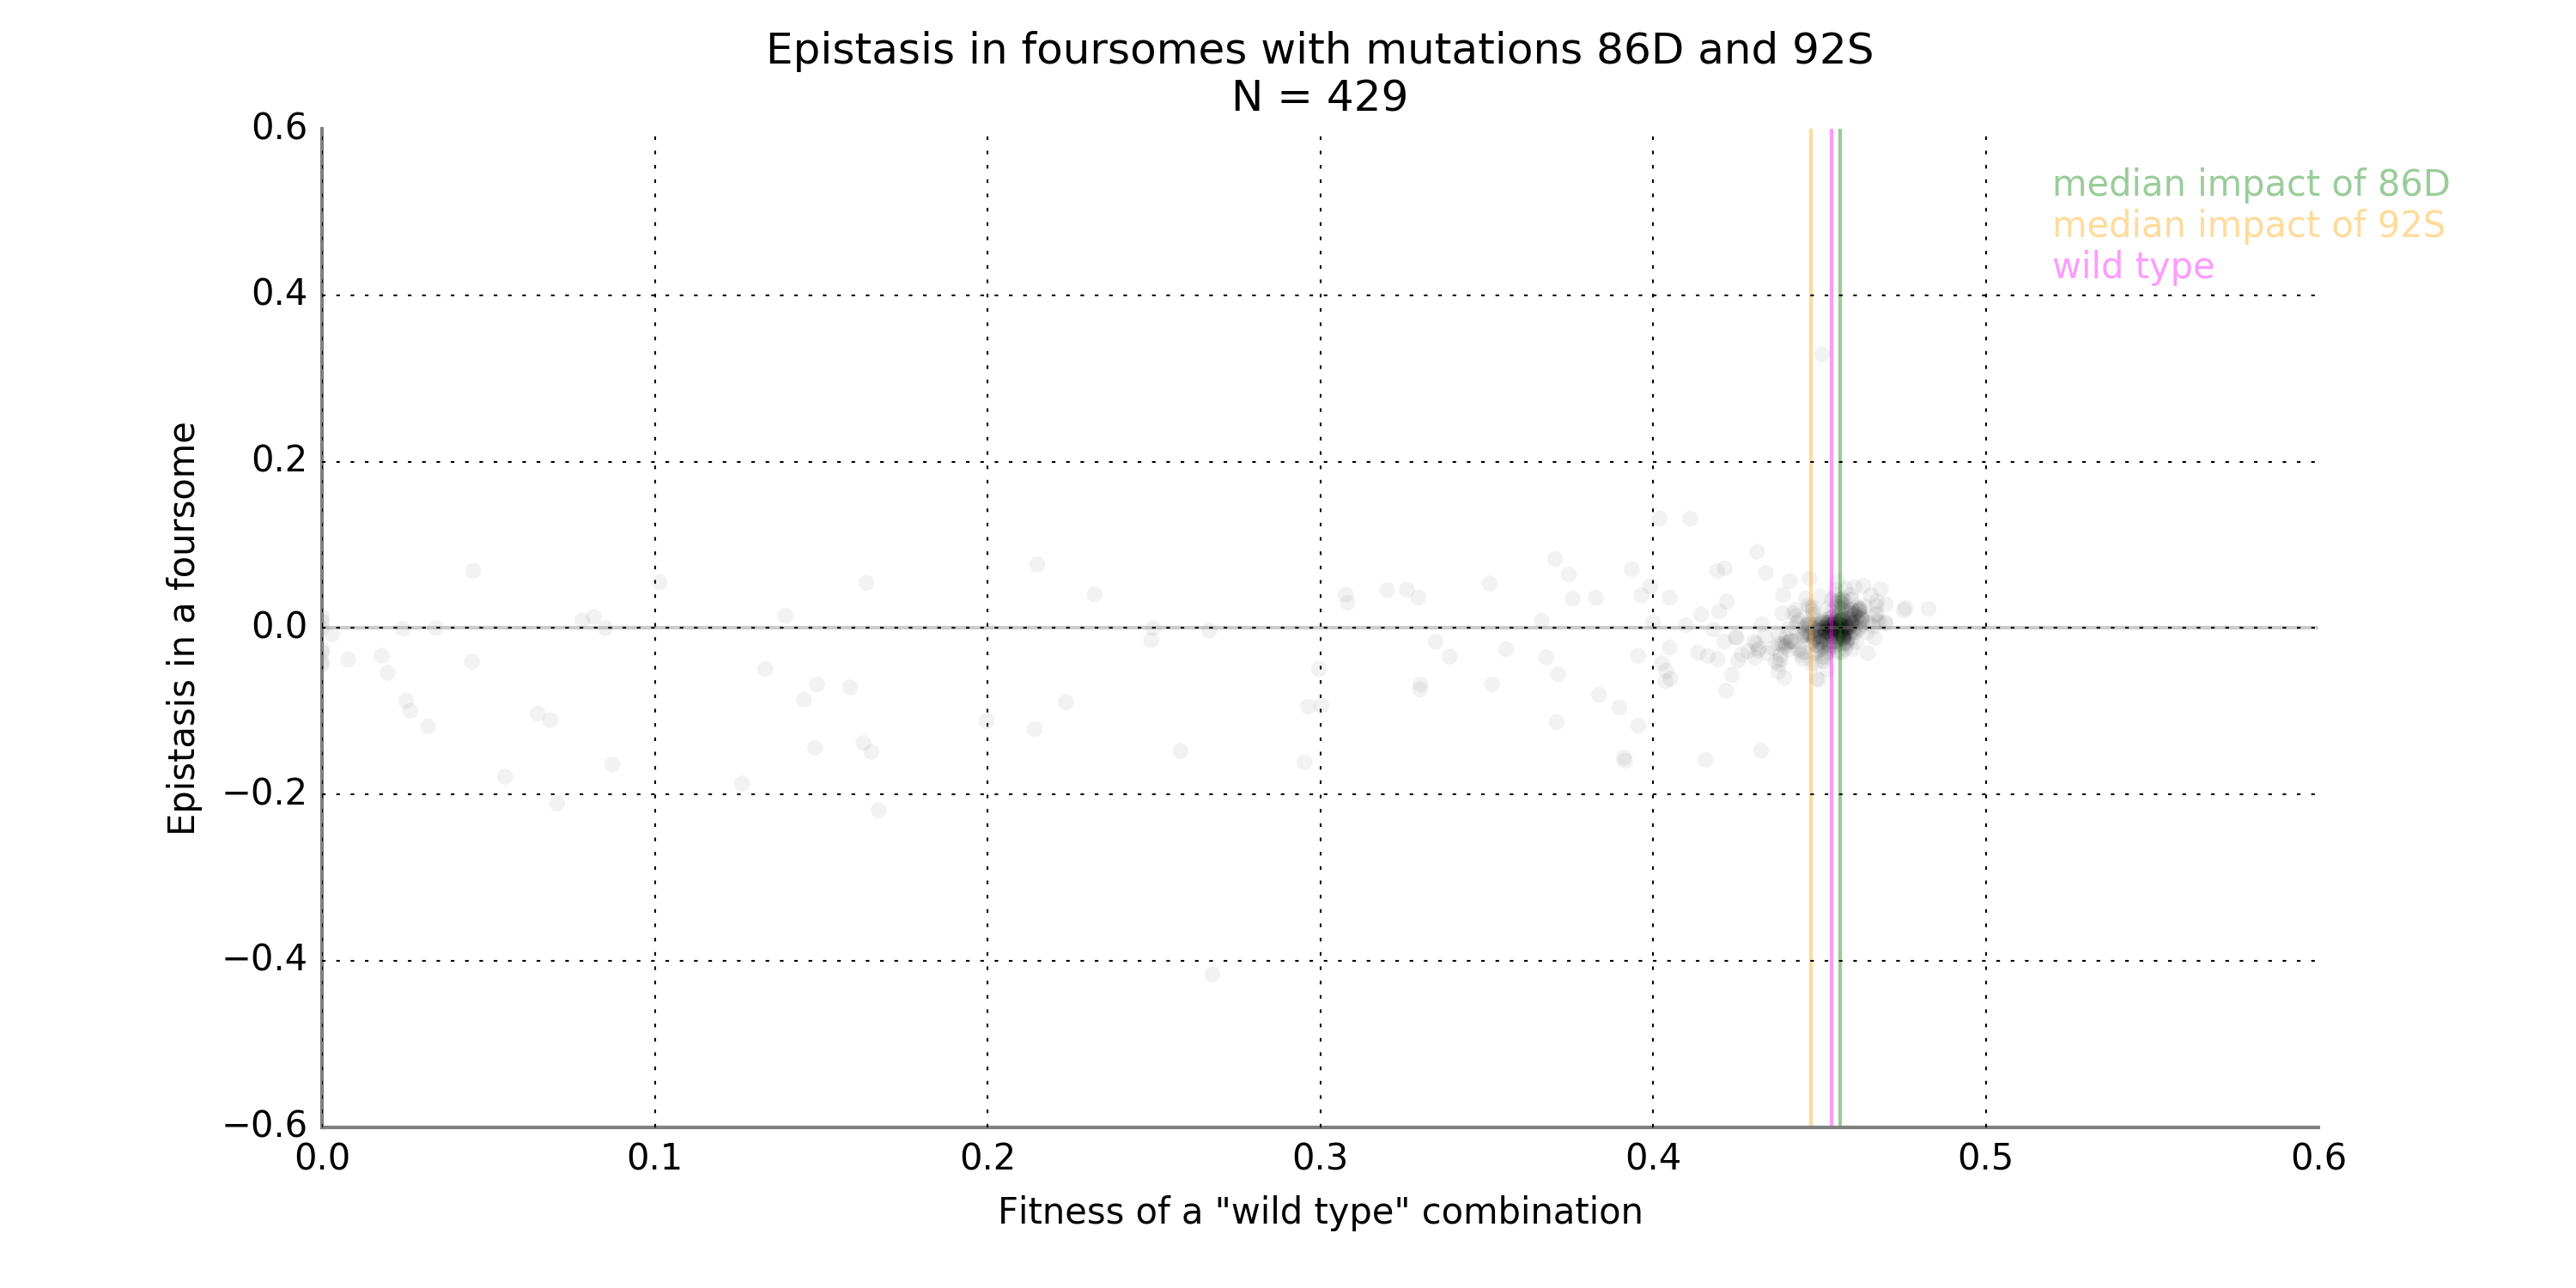 Epistasis in foursomes with mutations 86D and 92S
N = 429
0.6
0.4
0.2
0.0
−0.2
−0.4
−0.6
Epistasis in a foursome
median impact of 86D
median impact of 92S
wild type
0.0 0.1 0.2 0.3 0.4 0.5 0.6
Fitness of a "wild type" combination